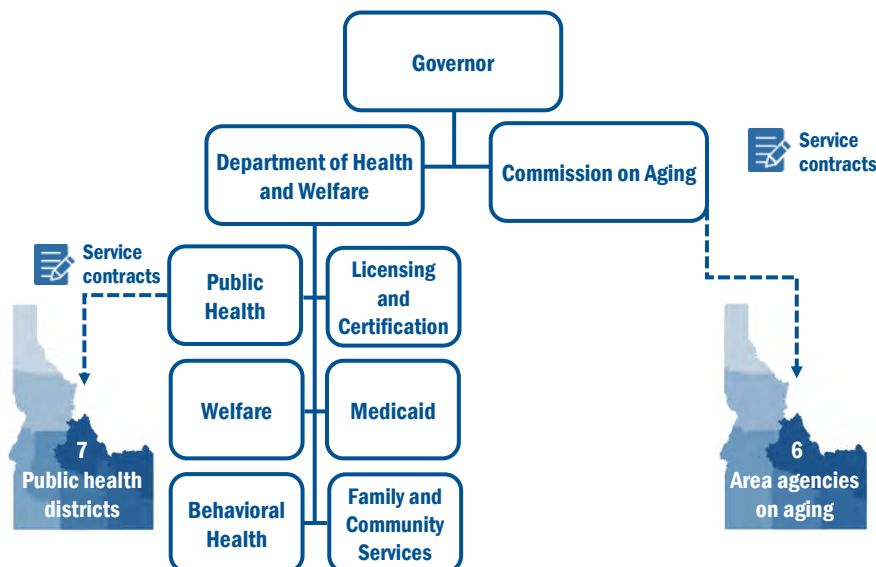 Governor
Department of Health
and Welfare
Commission on Aging
Service
contracts
Service
contracts
Public
Health
Licensing
and
Certification
Welfare
Medicaid
7
Public health
districts
6
Area agencies
on aging
Behavioral
Health
Family and
Community
Services